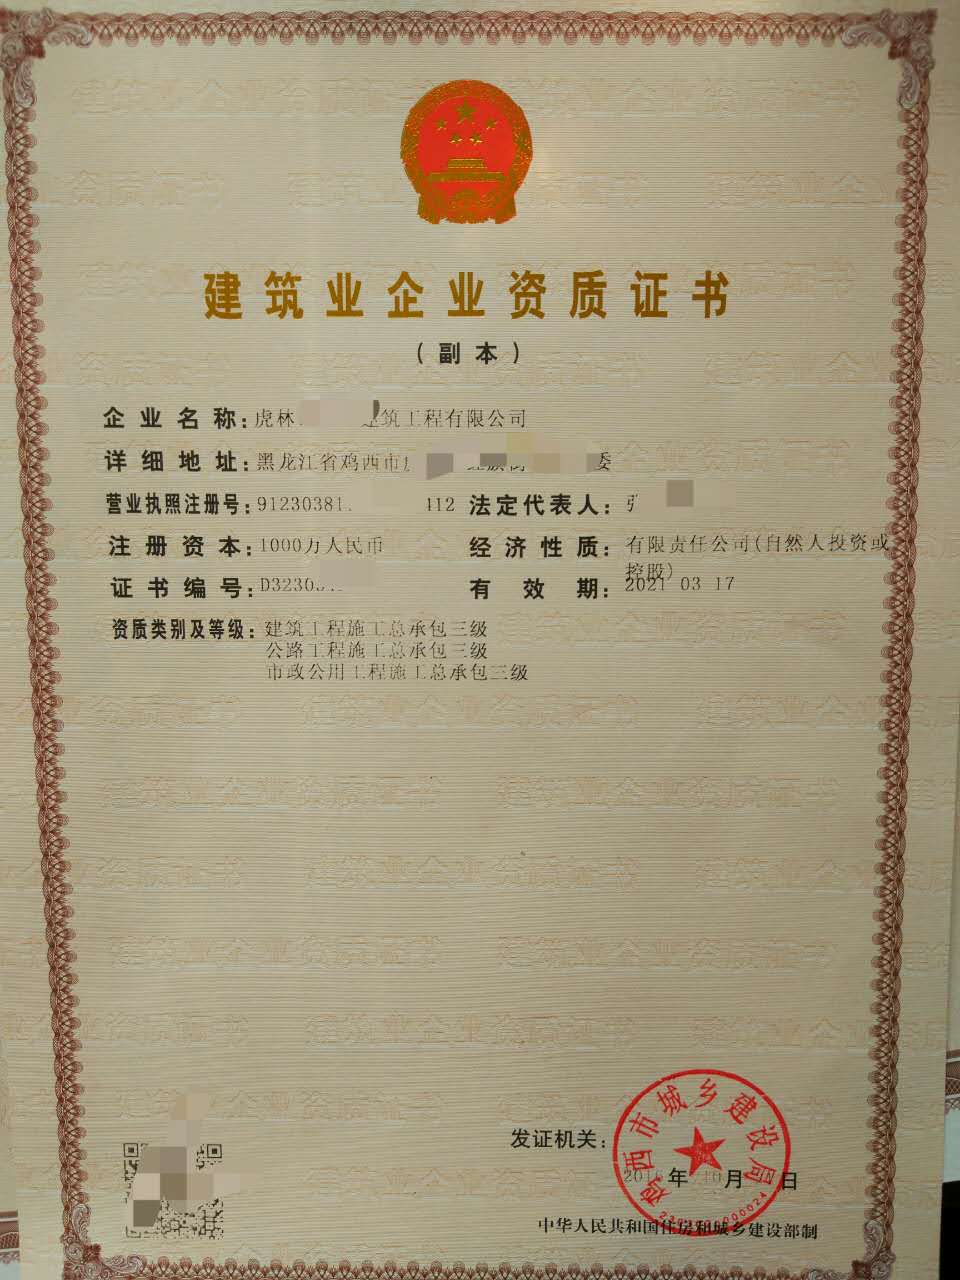 建筑业企业资质证书
(副本)
企业名称:虎林 建筑工程有限公司
详细地址:黑龙江省鸡西市 委
营业执照注册号:91230381 412 法定代表人:
注册资本:1000万人民币 经济性质:有限责任公司(自然人投资或
控股)
证书编号:D3230 有效期:2021 03 17
资质类别及等级:建筑工程施工总承包三级
公路工程施工总承包三级
市政公用工程施工总承包三级
鸡西市城乡建设局
发证机关:
年10月 日
中华人民共和国住房和城乡建设部制